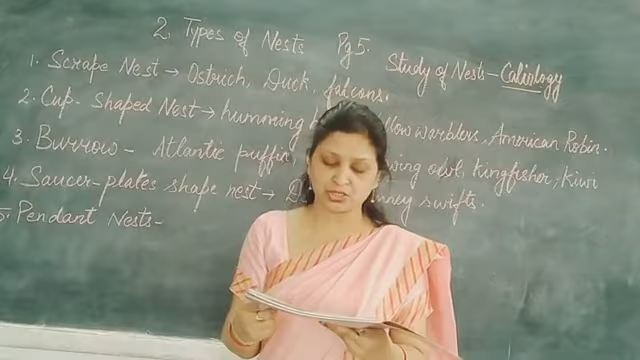 2. Types of Nests Pg 5.
Study of Nests - Caliology
1. Scrape Nest → Ostrich, Duck, falcons.
2. Cup-Shaped Nest → humming warblers, American Robin.
3. Burrow - Atlantic puffin owl, kingfisher, Kiwi
4. Saucer-plates shape nest → swifts.
5. Pendant Nests-